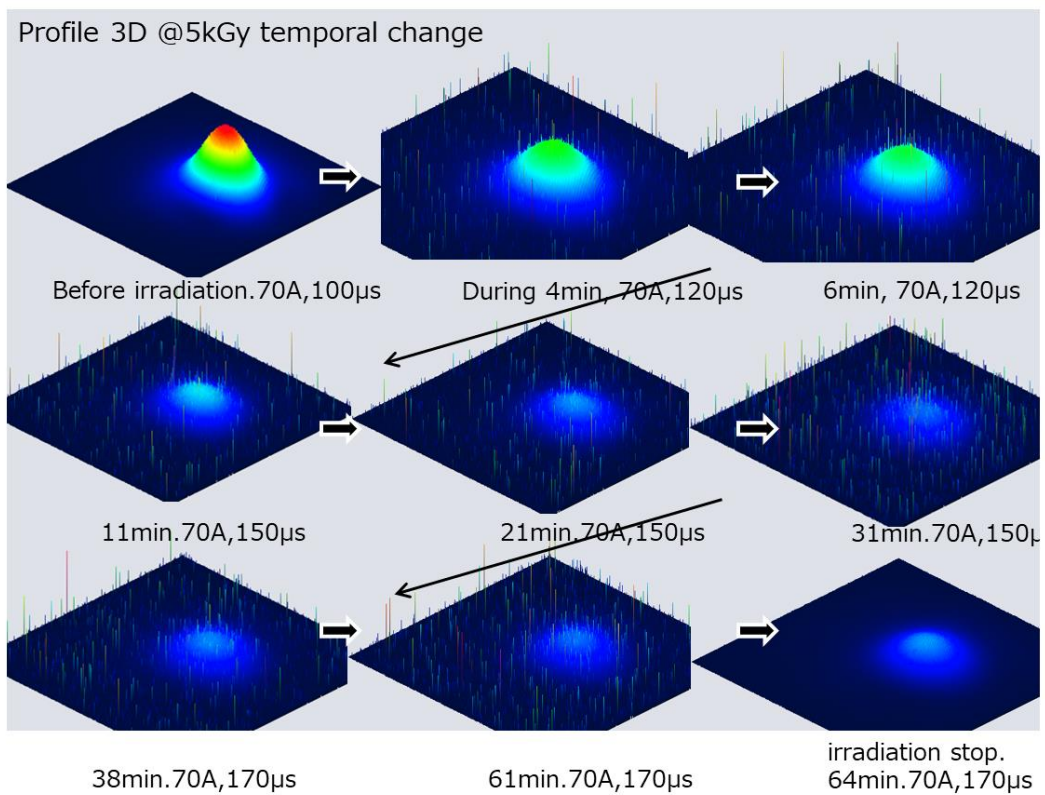 Profile 3D @5kGy temporal change
Before irradiation.70A,100μs
During 4min, 70A,120μs
6min, 70A,120μs
11min.70A,150μs
21min.70A,150μs
31min.70A,150μ
38min.70A,170μs
61min.70A,170μs
irradiation stop.
64min.70A,170μs